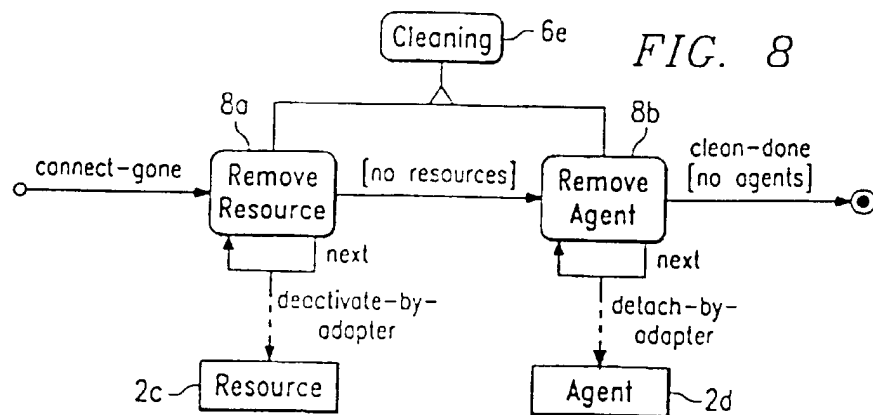 Cleaning
6e
FIG. 8
8a
8b
connect-gone
Remove
Resource
[no resources]
Remove
Agent
clean-done
[no agents]
next
next
deactivate-by-
adapter
detach-by-
adapter
2c
Resource
Agent
2d